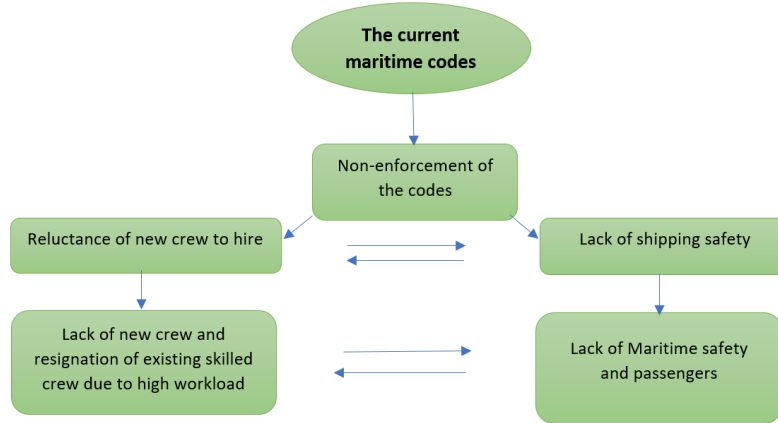 The current
maritime codes
Non-enforcement of
the codes
Reluctance of new crew to hire
Lack of shipping safety
Lack of new crew and
resignation of existing skilled
crew due to high workload
Lack of Maritime safety
and passengers